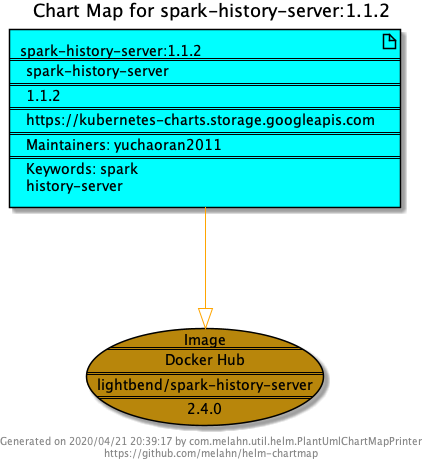 Chart Map for spark-history-server:1.1.2
spark-history-server:1.1.2
spark-history-server
1.1.2
https://kubernetes-charts.storage.googleapis.com
Maintainers: yuchaoran2011
Keywords: spark
history-server
Image
Docker Hub
lightbend/spark-history-server
2.4.0
Generated on 2020/04/21 20:39:17 by com.melahn.util.helm.PlantUmlChartMapPrinter
https://github.com/melahn/helm-chartmap